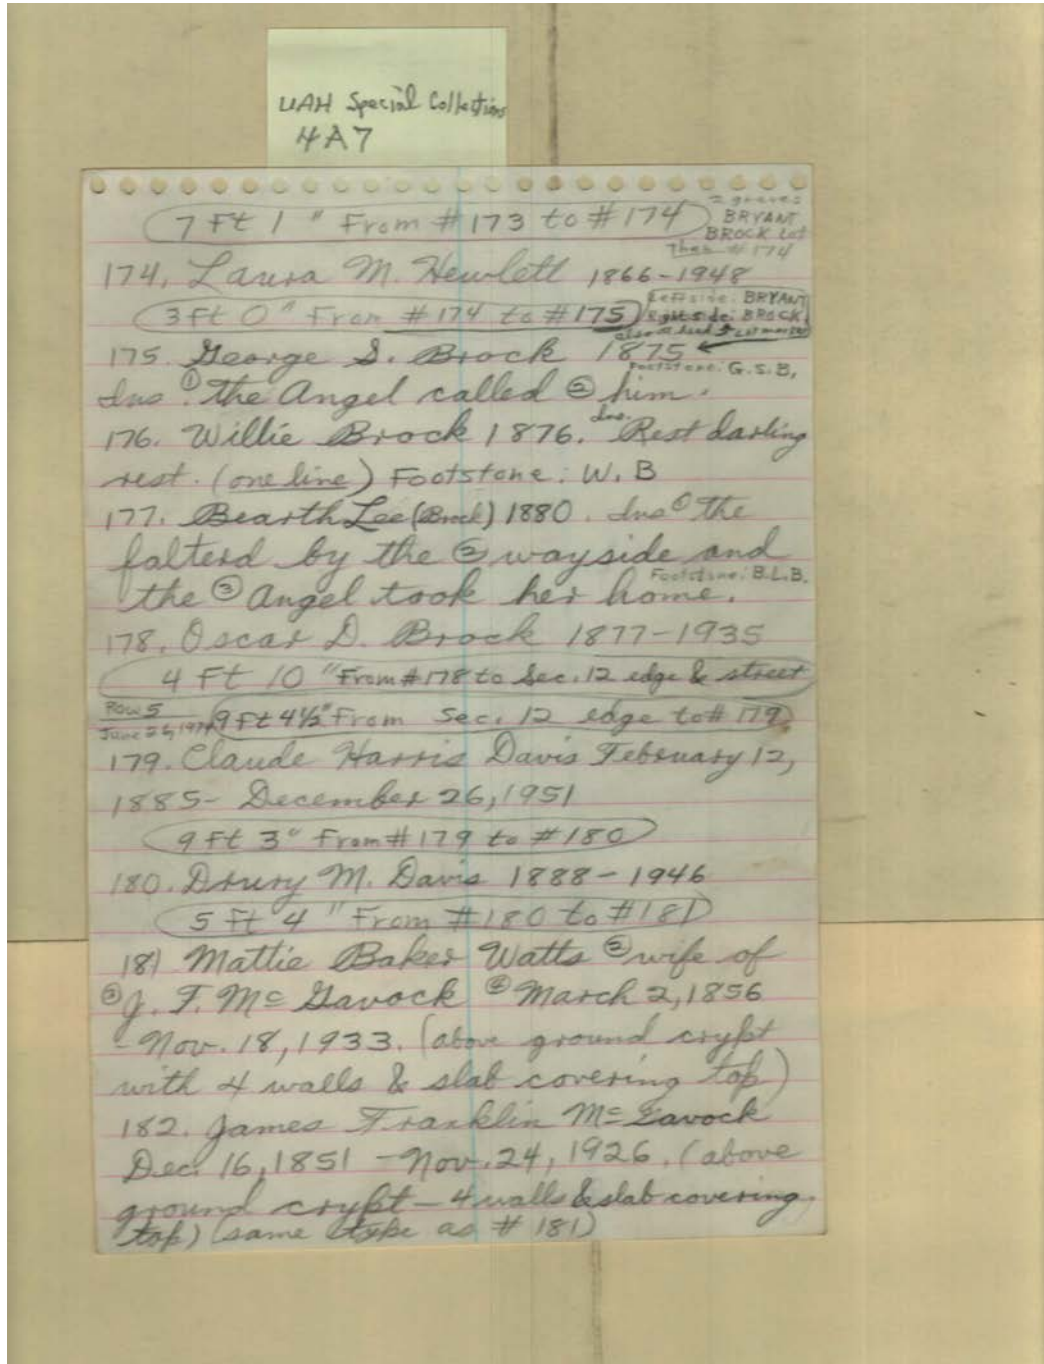 UAH Special Collections
4A7
2 graves
7 Ft 1" From #173 to #174
BRYANT
BROCK Lot
Then #174
174. Laura M. Hewlett 1866-1948
3 Ft 0" From #174 to #175
Left side: BRYANT
Right side: BROCK
175. George S. Brock 1875
Footstone: G.S.B.
Ins ① the Angel called ② him.
176. Willie Brock 1876. Ins. Rest darling
rest. (one line) Footstone: W. B
177. Bearth Lee (Brock) 1880. Ins ① the
falterd by the ② wayside and
Footstone: B.L.B.
the ③ Angel took her home.
178. Oscar D. Brock 1877-1935
4 Ft 10" From #178 to Sec. 12 edge & street
Row 5
June 26,
9 Ft 4½" From Sec. 12 edge to #179.
179. Claude Harris Davis February 12,
1885- December 26, 1951
9 Ft 3" From #179 to #180
180. Drury M. Davis 1888-1946
5 Ft 4" From #180 to #181
181 Mattie Baker Watts ② wife of
③ J. F. Mc Gavock ④ March 2, 1856
- Nov. 18, 1933. (above ground crypt
with 4 walls & slab covering top)
182. James Franklin Mc Gavock
Dec. 16, 1851 - Nov. 24, 1926. (above
ground crypt - 4 walls & slab covering
top) (same type as #181)